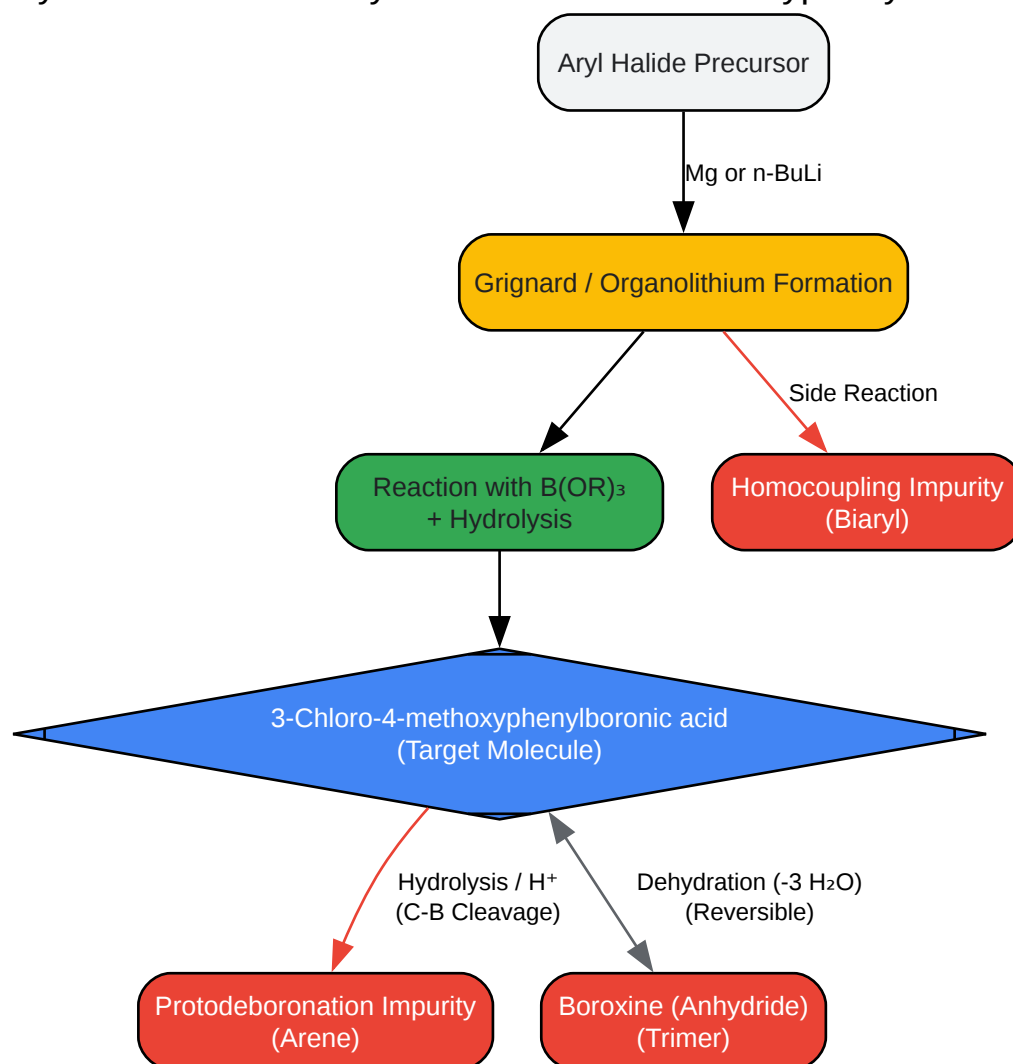 Aryl Halide Precursor
Mg or n-BuLi
Grignard / Organolithium Formation
Side Reaction
Reaction with B(OR)₃
+ Hydrolysis
Homocoupling Impurity
(Biaryl)
3-Chloro-4-methoxyphenylboronic acid
(Target Molecule)
Hydrolysis / H⁺
(C-B Cleavage)
Dehydration (-3 H₂O)
(Reversible)
Protodeboronation Impurity
(Arene)
Boroxine (Anhydride)
(Trimer)